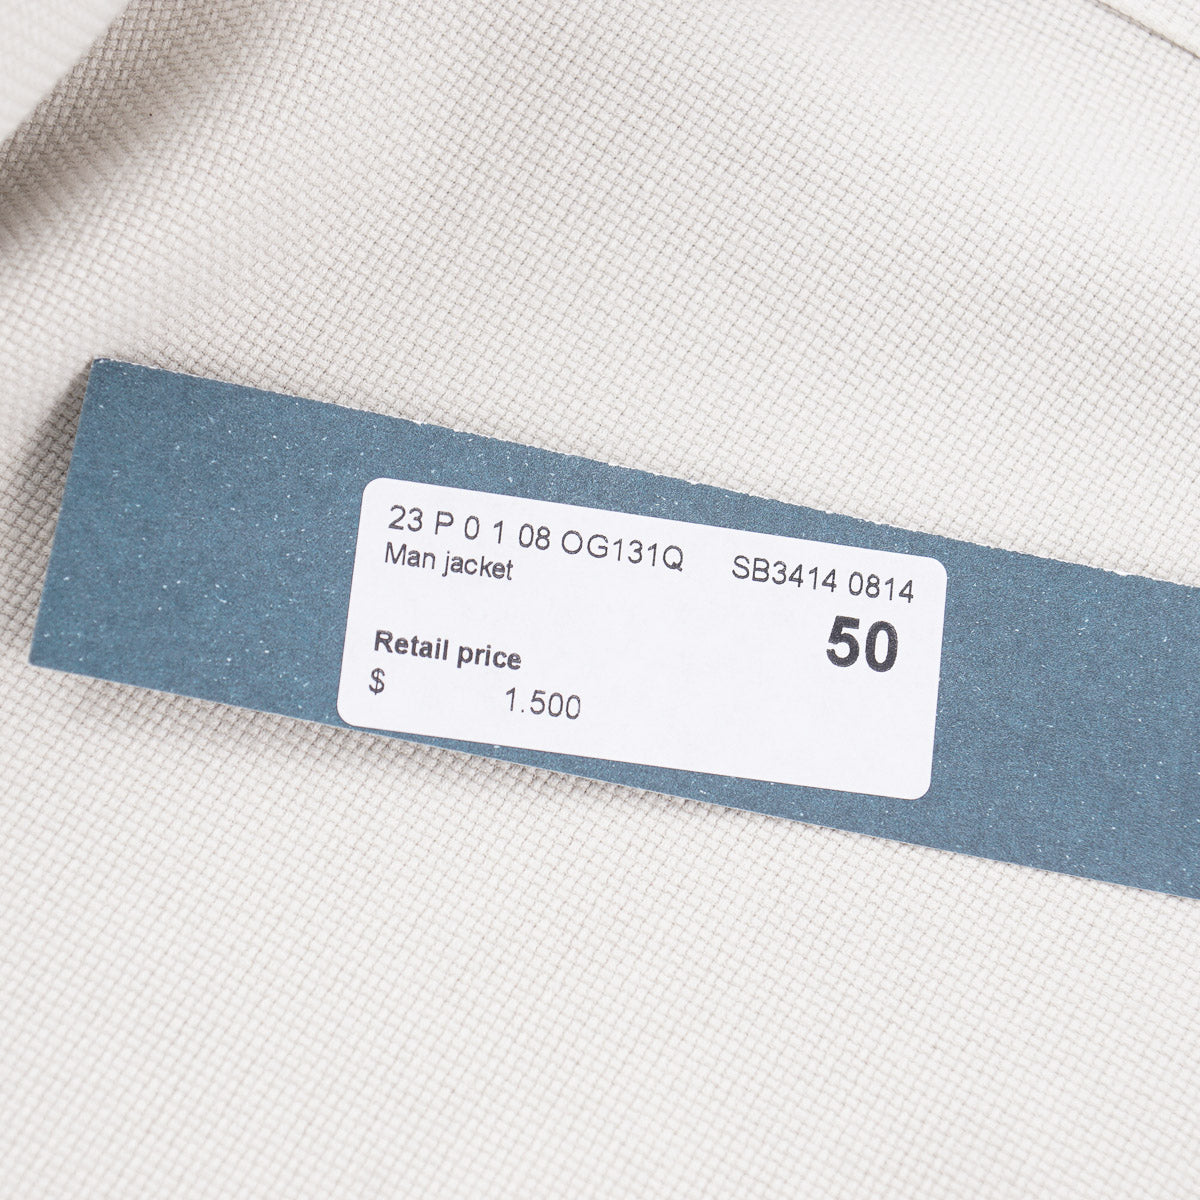 23 P 0 1 08 OG131Q SB3414 0814
Man jacket
50
Retail price
$ 1.500